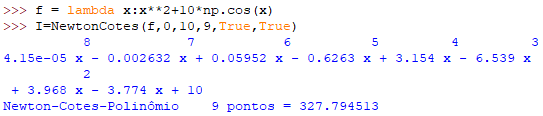 >>> f = lambda x:x**2+10*np.cos(x)
>>> I=NewtonCotes(f,0,10,9,True,True)
8 7 6 5 4 3
4.15e-05 x - 0.002632 x + 0.05952 x - 0.6263 x + 3.154 x - 6.539 x
2
+ 3.968 x - 3.774 x + 10
Newton-Cotes-Polinômio 9 pontos = 327.794513